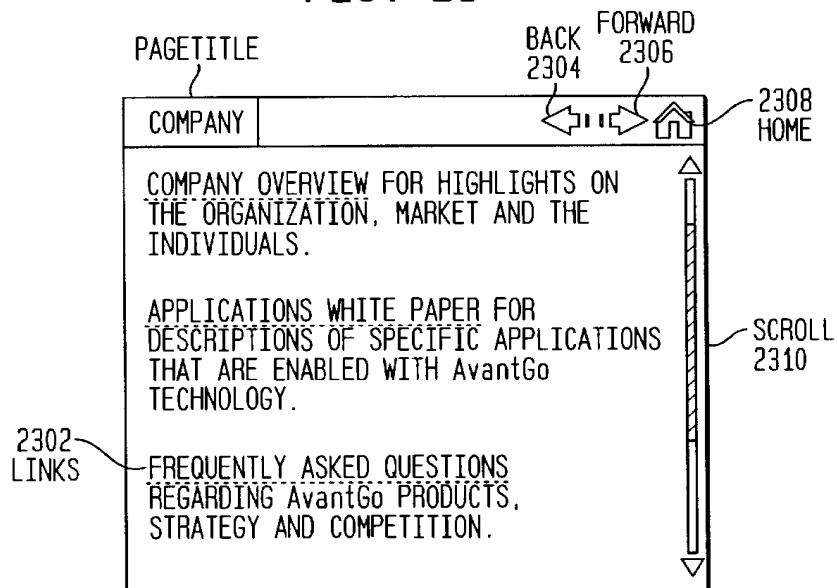 PAGETITLE
BACK
2304
FORWARD
2306
2308
HOME
COMPANY
COMPANY OVERVIEW FOR HIGHLIGHTS ON
THE ORGANIZATION, MARKET AND THE
INDIVIDUALS.
APPLICATIONS WHITE PAPER FOR
DESCRIPTIONS OF SPECIFIC APPLICATIONS
THAT ARE ENABLED WITH AvantGo
TECHNOLOGY.
SCROLL
2310
2302
LINKS
FREQUENTLY ASKED QUESTIONS
REGARDING AvantGo PRODUCTS,
STRATEGY AND COMPETITION.